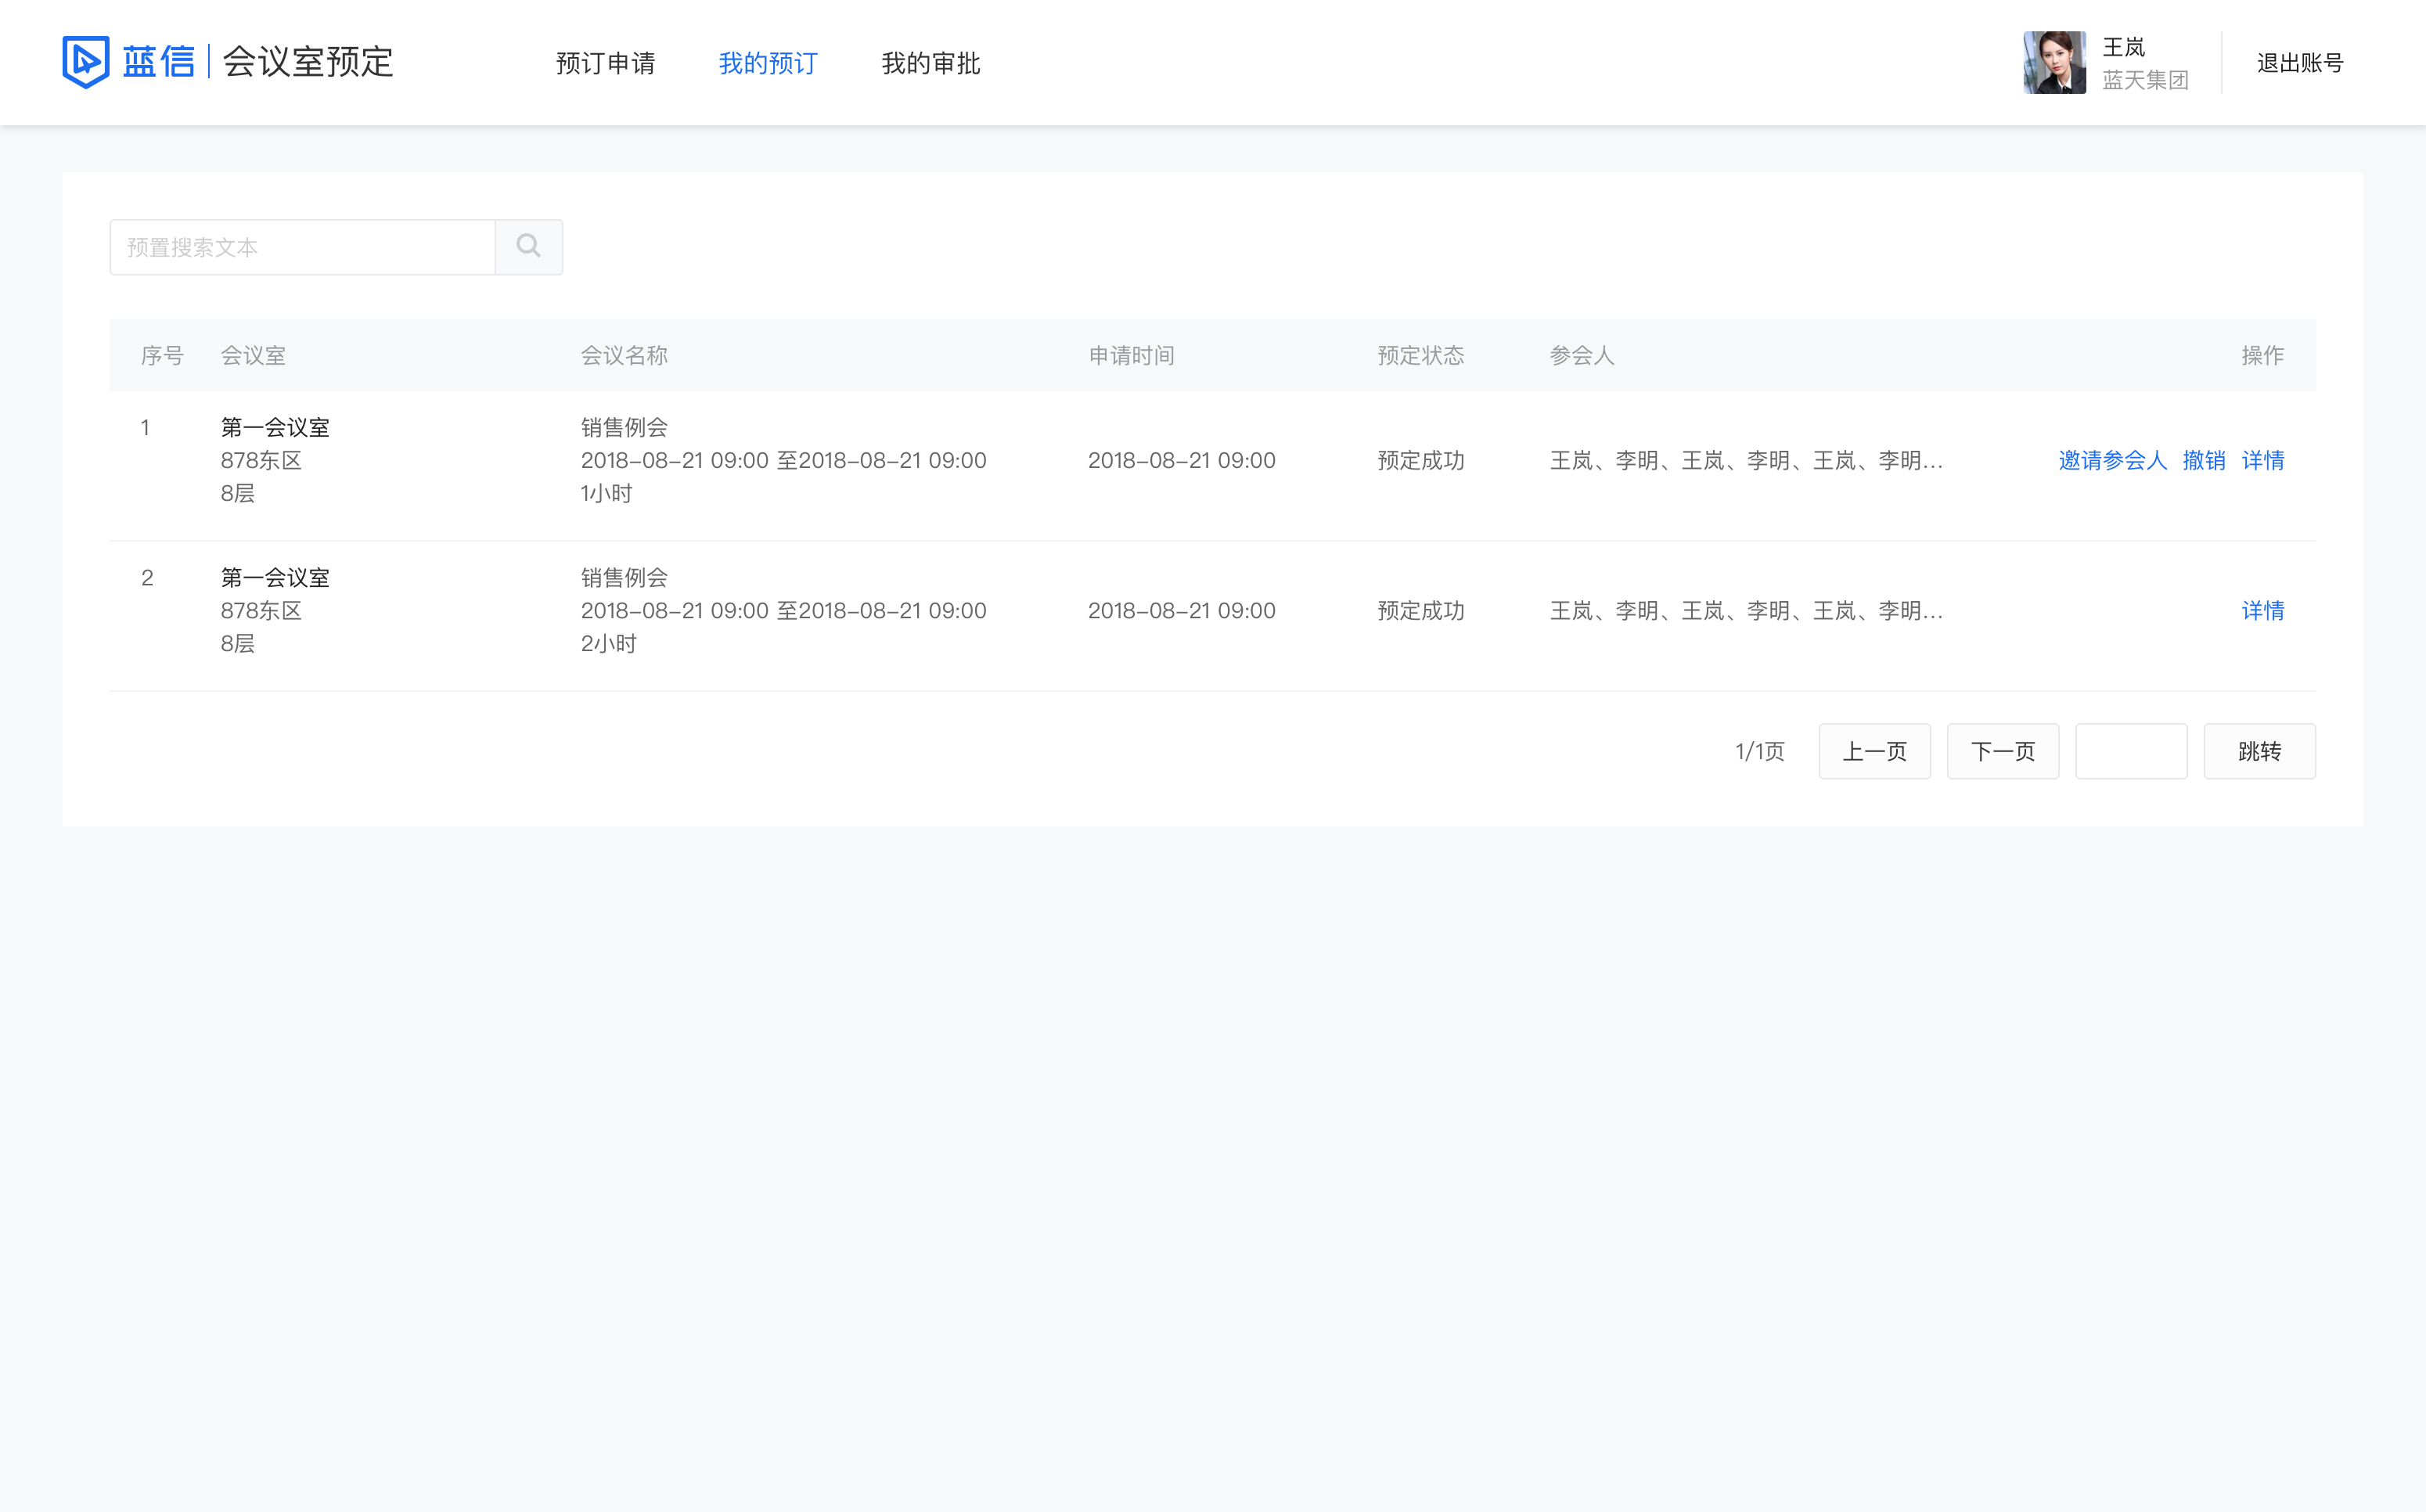 蓝信 会议室预定 预订申请 我的预订 我的审批 王岚 退出账号
蓝天集团
预置搜索文本
序号 会议室 会议名称 申请时间 预定状态 参会人 操作
1 第一会议室 销售例会
878东区 2018-08-21 09:00 至2018-08-21 09:00 2018-08-21 09:00 预定成功 王岚、李明、王岚、李明、王岚、李明... 邀请参会人 撤销 详情
8层 1小时
2 第一会议室 销售例会
878东区 2018-08-21 09:00 至2018-08-21 09:00 2018-08-21 09:00 预定成功 王岚、李明、王岚、李明、王岚、李明... 详情
8层 2小时
1/1页 上一页 下一页 跳转